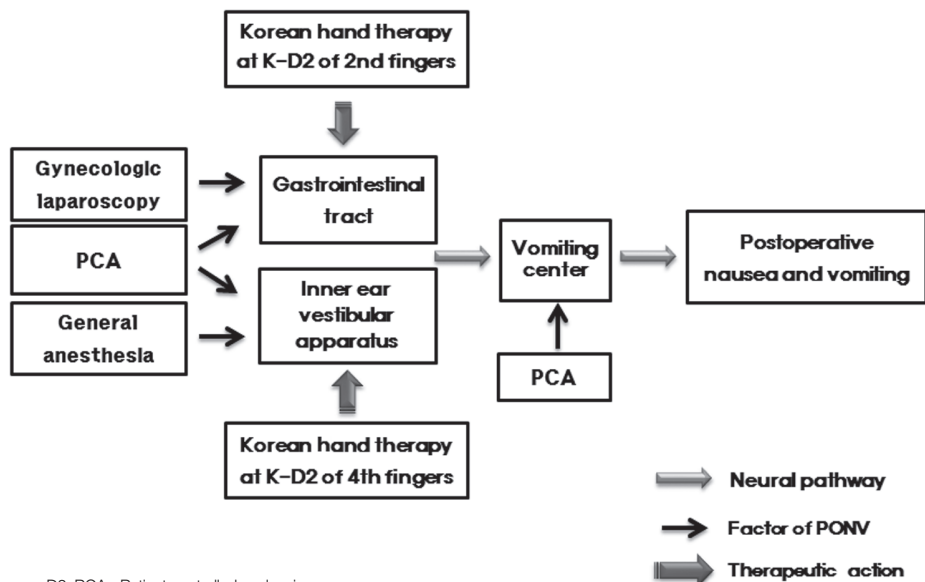 Korean hand therapy
at K-D2 of 2nd fingers
Gynecologic
laparoscopy
Gastrointestinal
tract
PCA
Vomiting
center
Postoperative
nausea and vomiting
Inner ear
vestibular
apparatus
General
anesthesla
PCA
Korean hand therapy
at K-D2 of 4th fingers
Neural pathway
Factor of PONV
Therapeutic action